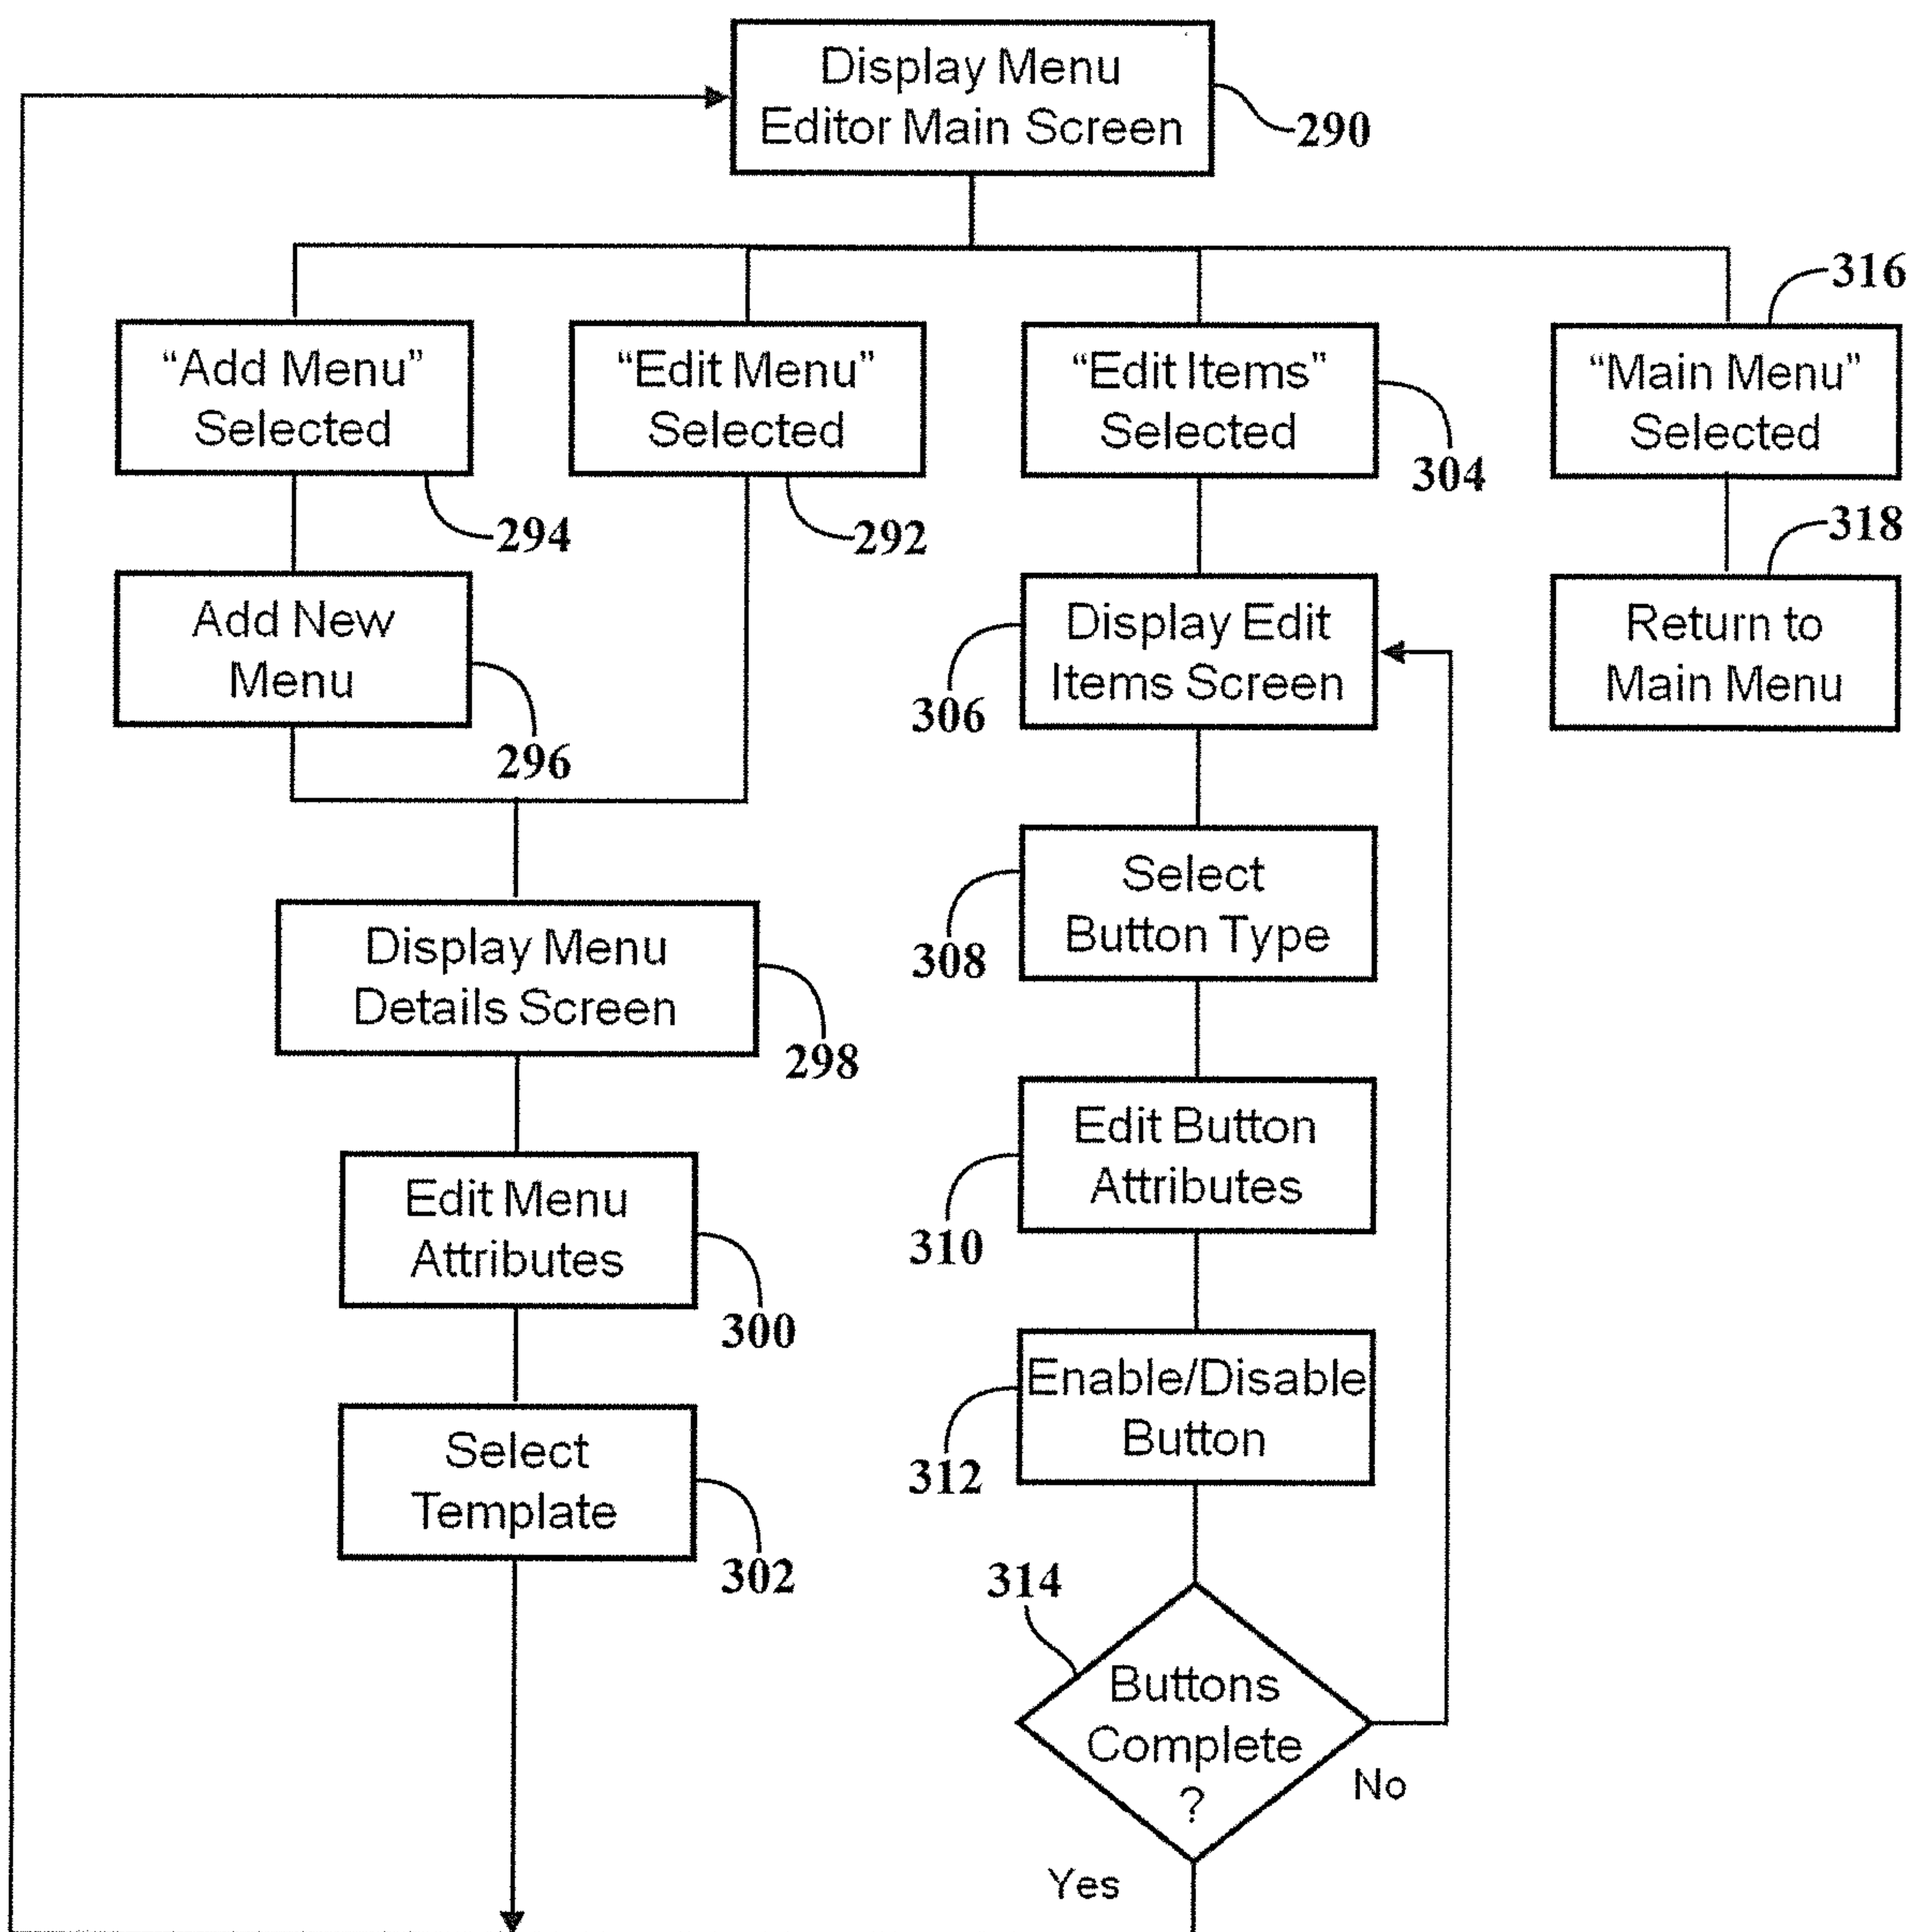 Display Menu
Editor Main Screen
290
316
“Add Menu”
Selected
294
“Edit Menu”
Selected
292
“Edit Items”
Selected
304
“Main Menu”
Selected
318
Add New
Menu
296
Display Edit
Items Screen
306
Return to
Main Menu
Display Menu
Details Screen
298
Select
Button Type
308
Edit Menu
Attributes
300
Edit Button
Attributes
310
Select
Template
302
Enable/Disable
Button
312
314
Buttons
Complete
?
No
Yes